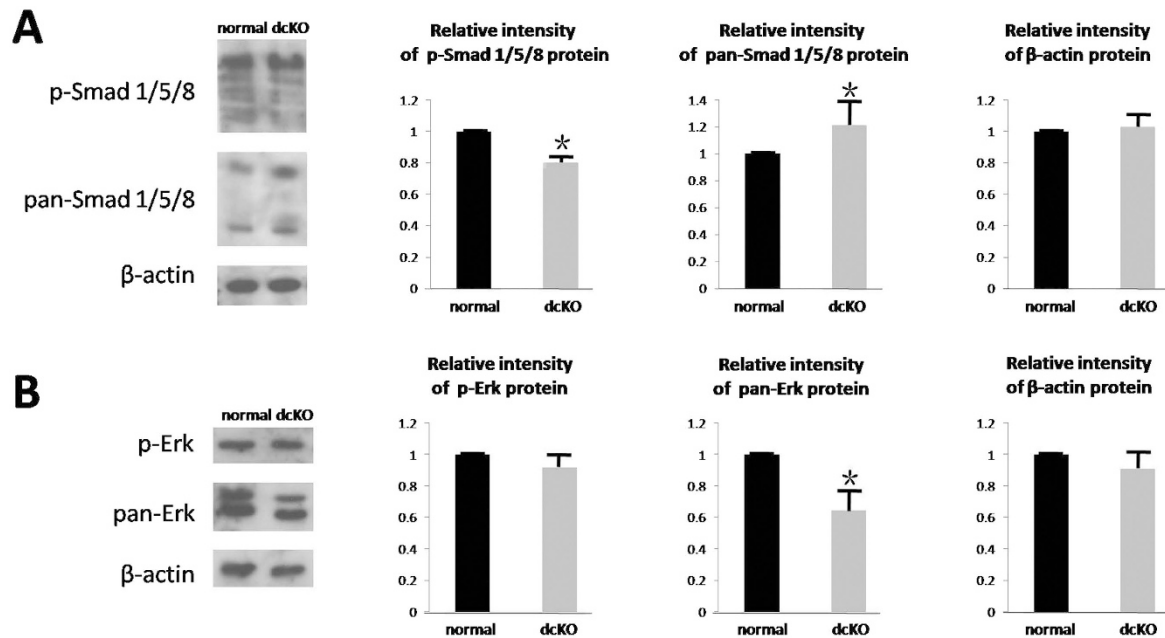 A
normal dcKO
p-Smad 1/5/8
pan-Smad 1/5/8
β-actin
Relative intensity
of p-Smad 1/5/8 protein
1.2
1
0.8
0.6
0.4
0.2
0
normal
dcKO
*
Relative intensity
of pan-Smad 1/5/8 protein
1.4
1.2
1
0.8
0.6
0.4
0.2
0
normal
dcKO
*
Relative intensity
of β-actin protein
1.2
1
0.8
0.6
0.4
0.2
0
normal
dcKO
B
normal dcKO
p-Erk
pan-Erk
β-actin
Relative intensity
of p-Erk protein
1.2
1
0.8
0.6
0.4
0.2
0
normal
dcKO
Relative intensity
of pan-Erk protein
1.2
1
0.8
0.6
0.4
0.2
0
normal
dcKO
*
Relative intensity
of β-actin protein
1.2
1
0.8
0.6
0.4
0.2
0
normal
dcKO